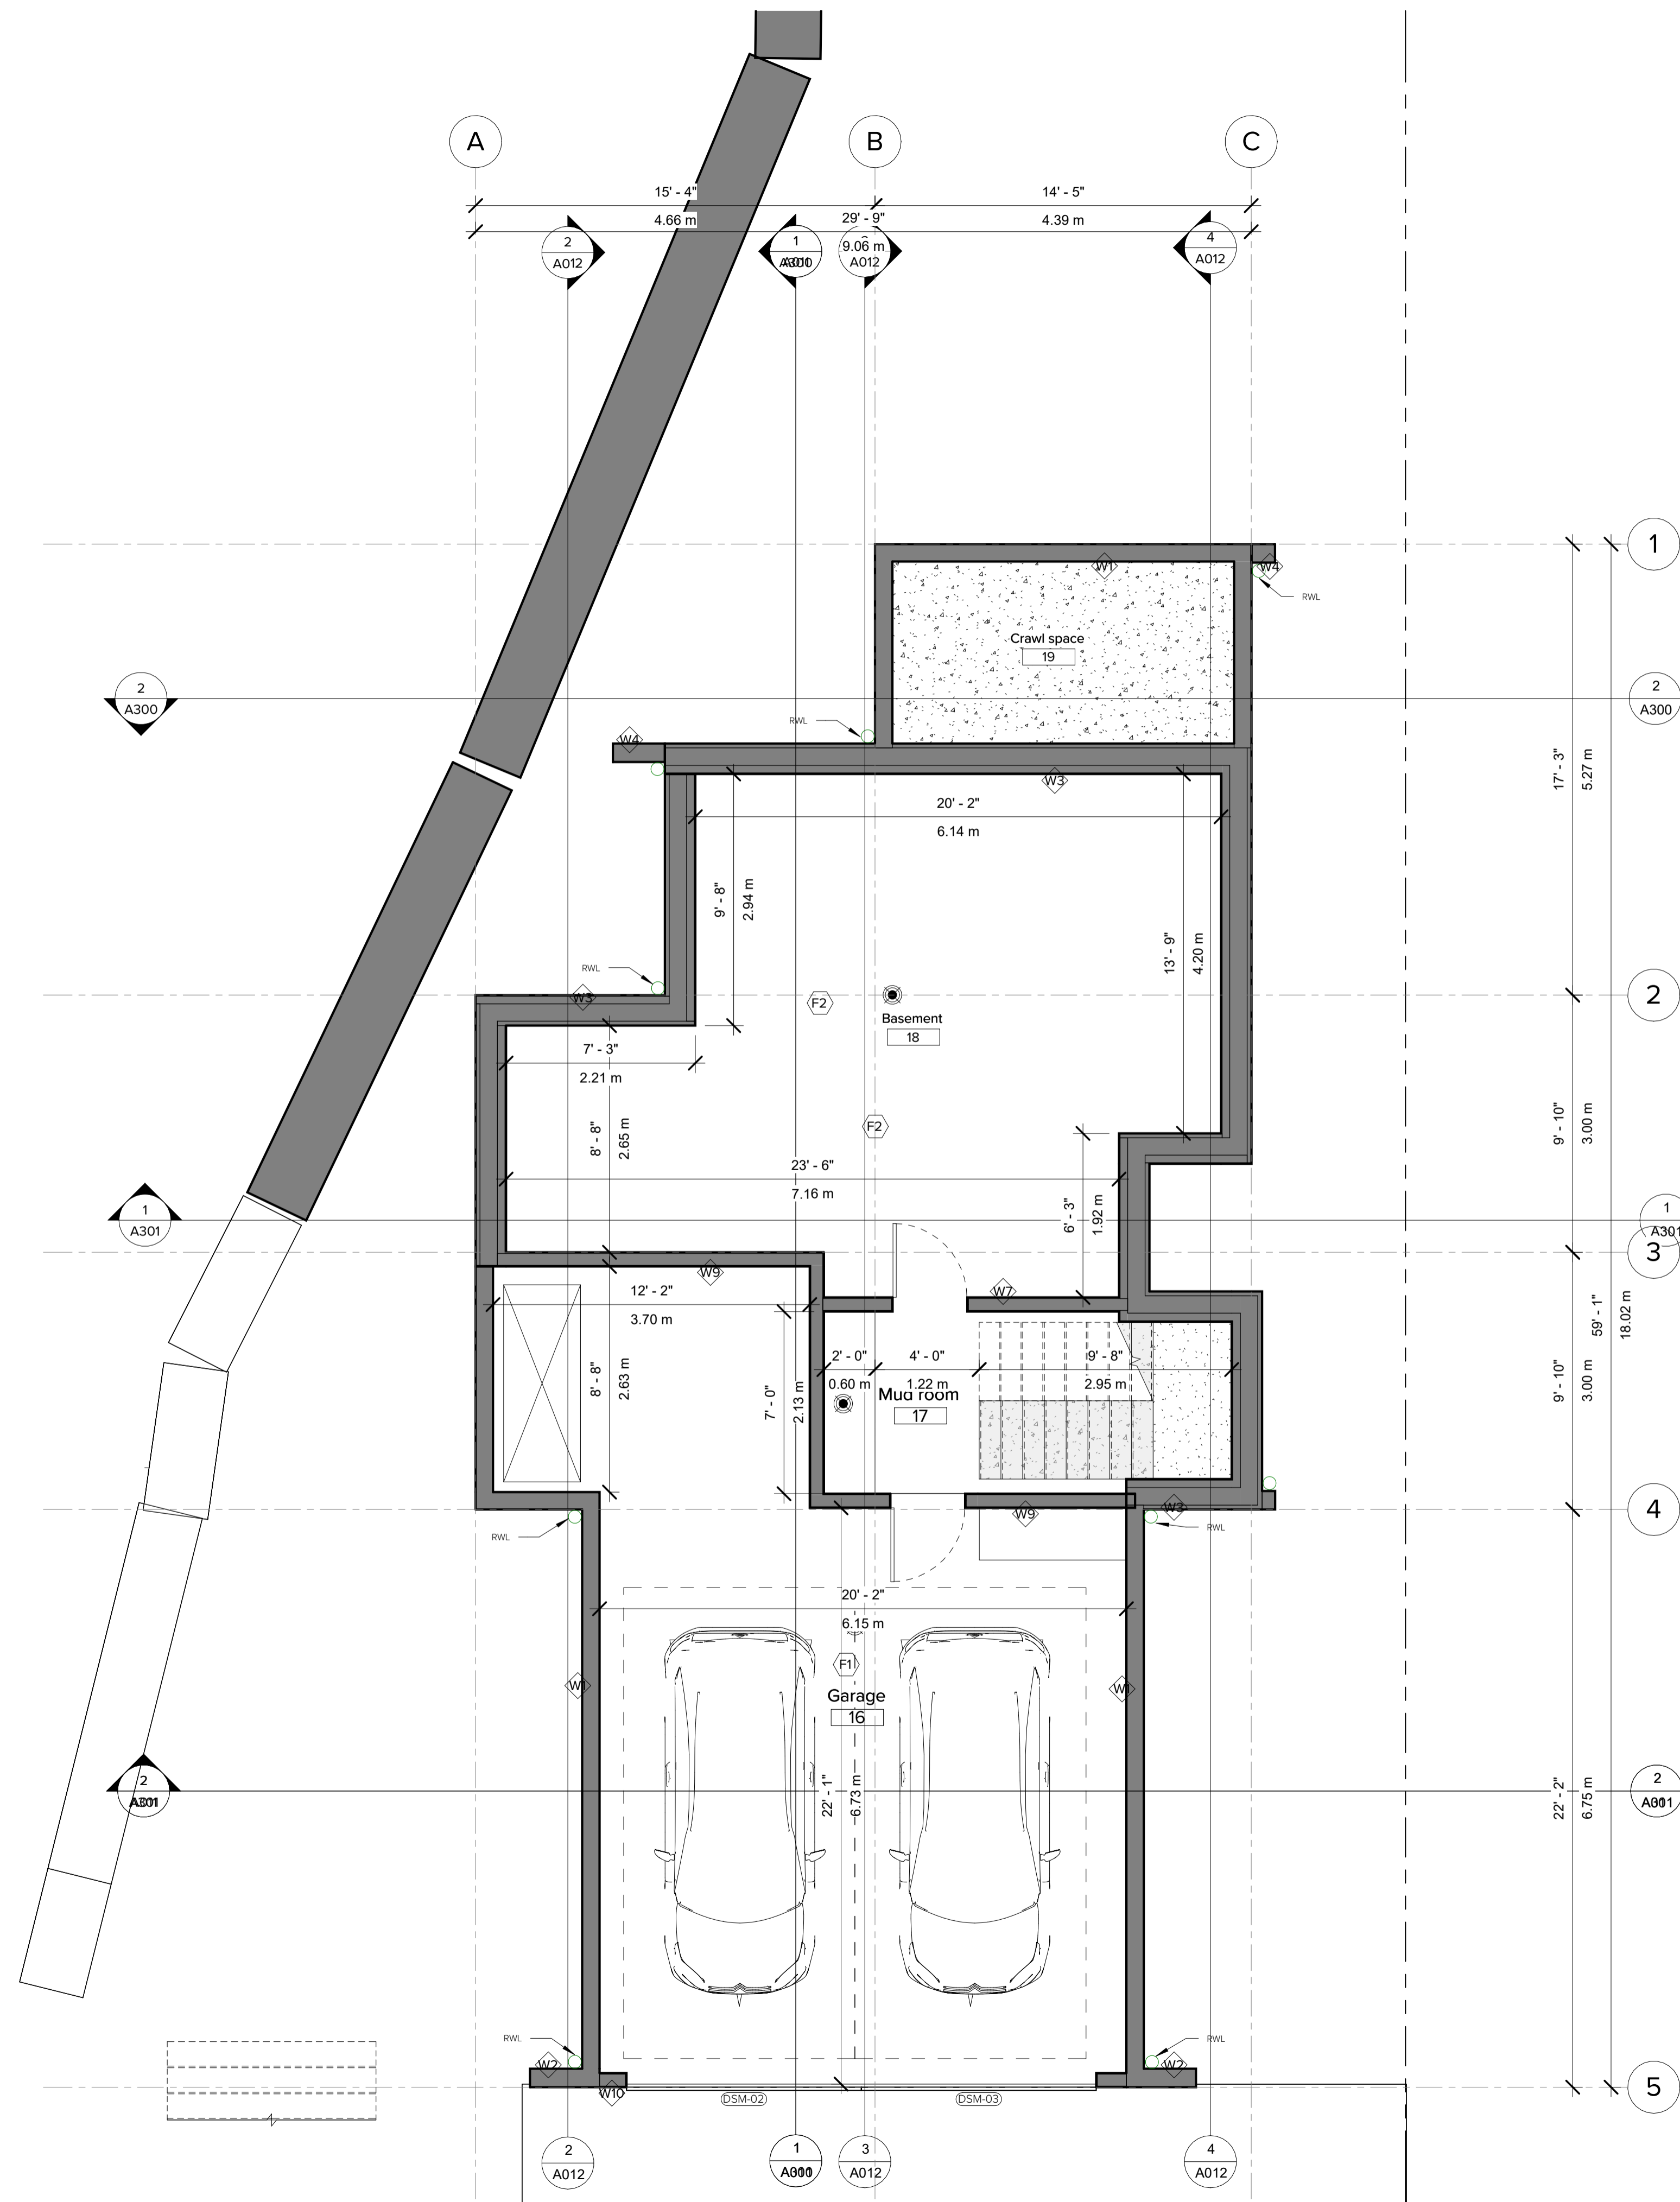 A
B
C
15' - 4"
14' - 5"
4.66 m
29' - 9"
4.39 m
2
A012
1
9.06 m
A012
4
A012
1
W1
W4
RWL
Crawl space
19
2
A300
2
A300
RWL
W4
W3
17' - 3"
5.27 m
20' - 2"
6.14 m
9' - 8"
2.94 m
13' - 9"
4.20 m
RWL
W3
F2
2
Basement
18
7' - 3"
2.21 m
8' - 8"
2.65 m
F2
9' - 10"
3.00 m
23' - 6"
7.16 m
6' - 3"
1.92 m
1
A301
1
A301
3
W9
W7
12' - 2"
3.70 m
59' - 1"
18.02 m
8' - 8"
2.63 m
7' - 0"
2.13 m
2' - 0"
4' - 0"
9' - 8"
0.60 m
1.22 m
2.95 m
Mud room
17
9' - 10"
3.00 m
W9
W3
4
RWL
RWL
20' - 2"
6.15 m
F1
W1
W1
Garage
16
22' - 1"
6.73 m
22' - 2"
6.75 m
2
2
RWL
RWL
W2
W2
W10
DSM-02
DSM-03
5
2
A012
1
3
A012
4
A012